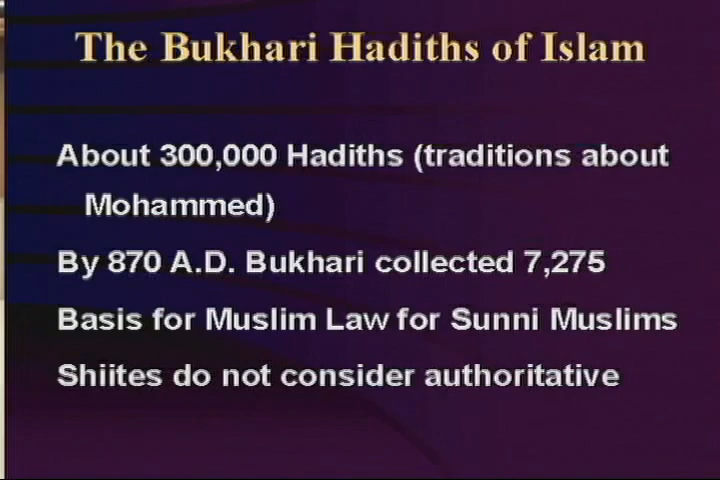 The Bukhari Hadiths of Islam
About 300,000 Hadiths (traditions about
Mohammed)
By 870 A.D. Bukhari collected 7,275
Basis for Muslim Law for Sunni Muslims
Shiites do not consider authoritative